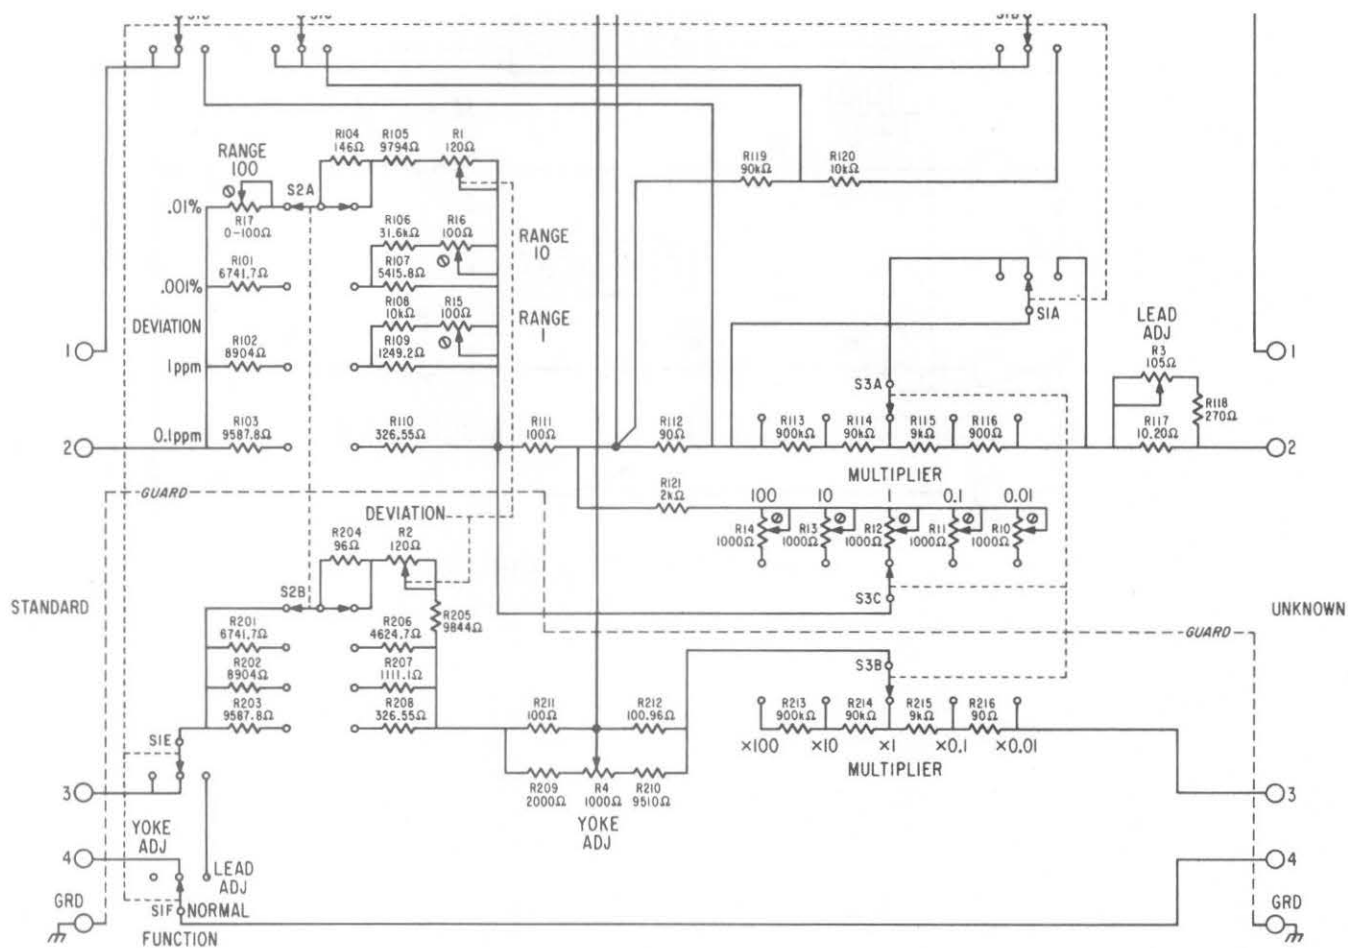 R104
146Ω
R105
9794Ω
R1
120Ω
RANGE
100
S2A
.01%
R17
0-100Ω
R106
31.6kΩ
R16
100Ω
RANGE
10
R101
6741.7Ω
R107
5415.8Ω
.001%
R108
10kΩ
R15
100Ω
RANGE
1
DEVIATION
R102
8904Ω
R109
1249.2Ω
1ppm
R103
9587.8Ω
R110
326.55Ω
0.1ppm
R111
100Ω
R112
90Ω
R119
90kΩ
R120
10kΩ
S1A
LEAD
ADJ
R3
105Ω
R118
270Ω
R117
10.20Ω
S3A
R113
900kΩ
R114
90kΩ
R115
9kΩ
R116
900Ω
1
2
1
2
MULTIPLIER
R121
2kΩ
100
10
1
0.1
0.01
R14
1000Ω
R13
1000Ω
R12
1000Ω
R11
1000Ω
R10
1000Ω
S3C
GUARD
DEVIATION
R204
96Ω
R2
120Ω
S2B
R205
9844Ω
STANDARD
UNKNOWN
GUARD
R201
6741.7Ω
R206
4624.7Ω
R202
8904Ω
R207
1111.1Ω
R203
9587.8Ω
R208
326.55Ω
R211
100Ω
R212
100.96Ω
S3B
R213
900kΩ
R214
90kΩ
R215
9kΩ
R216
90Ω
×100
×10
×1
×0.1
×0.01
MULTIPLIER
S1E
R209
2000Ω
R4
1000Ω
R210
9510Ω
YOKE
ADJ
3
3
YOKE
ADJ
4
4
LEAD
ADJ
GRD
GRD
S1F NORMAL
FUNCTION